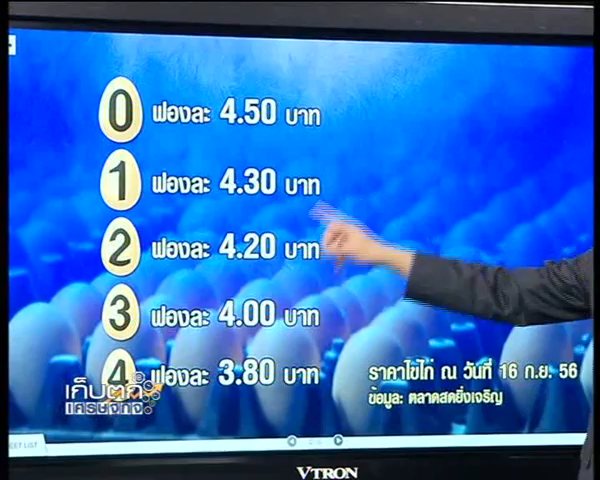 0 ฟองละ 4.50 บาท
1 ฟองละ 4.30 บาท
2 ฟองละ 4.20 บาท
3 ฟองละ 4.00 บาท
4 ฟองละ 3.80 บาท
ราคาไข่ไก่ ณ วันที่ 16 ก.ย. 56
ข้อมูล: ตลาดสดยิ่งเจริญ
เก็บตก
เศรษฐกิจ
EET LIST
VTRON